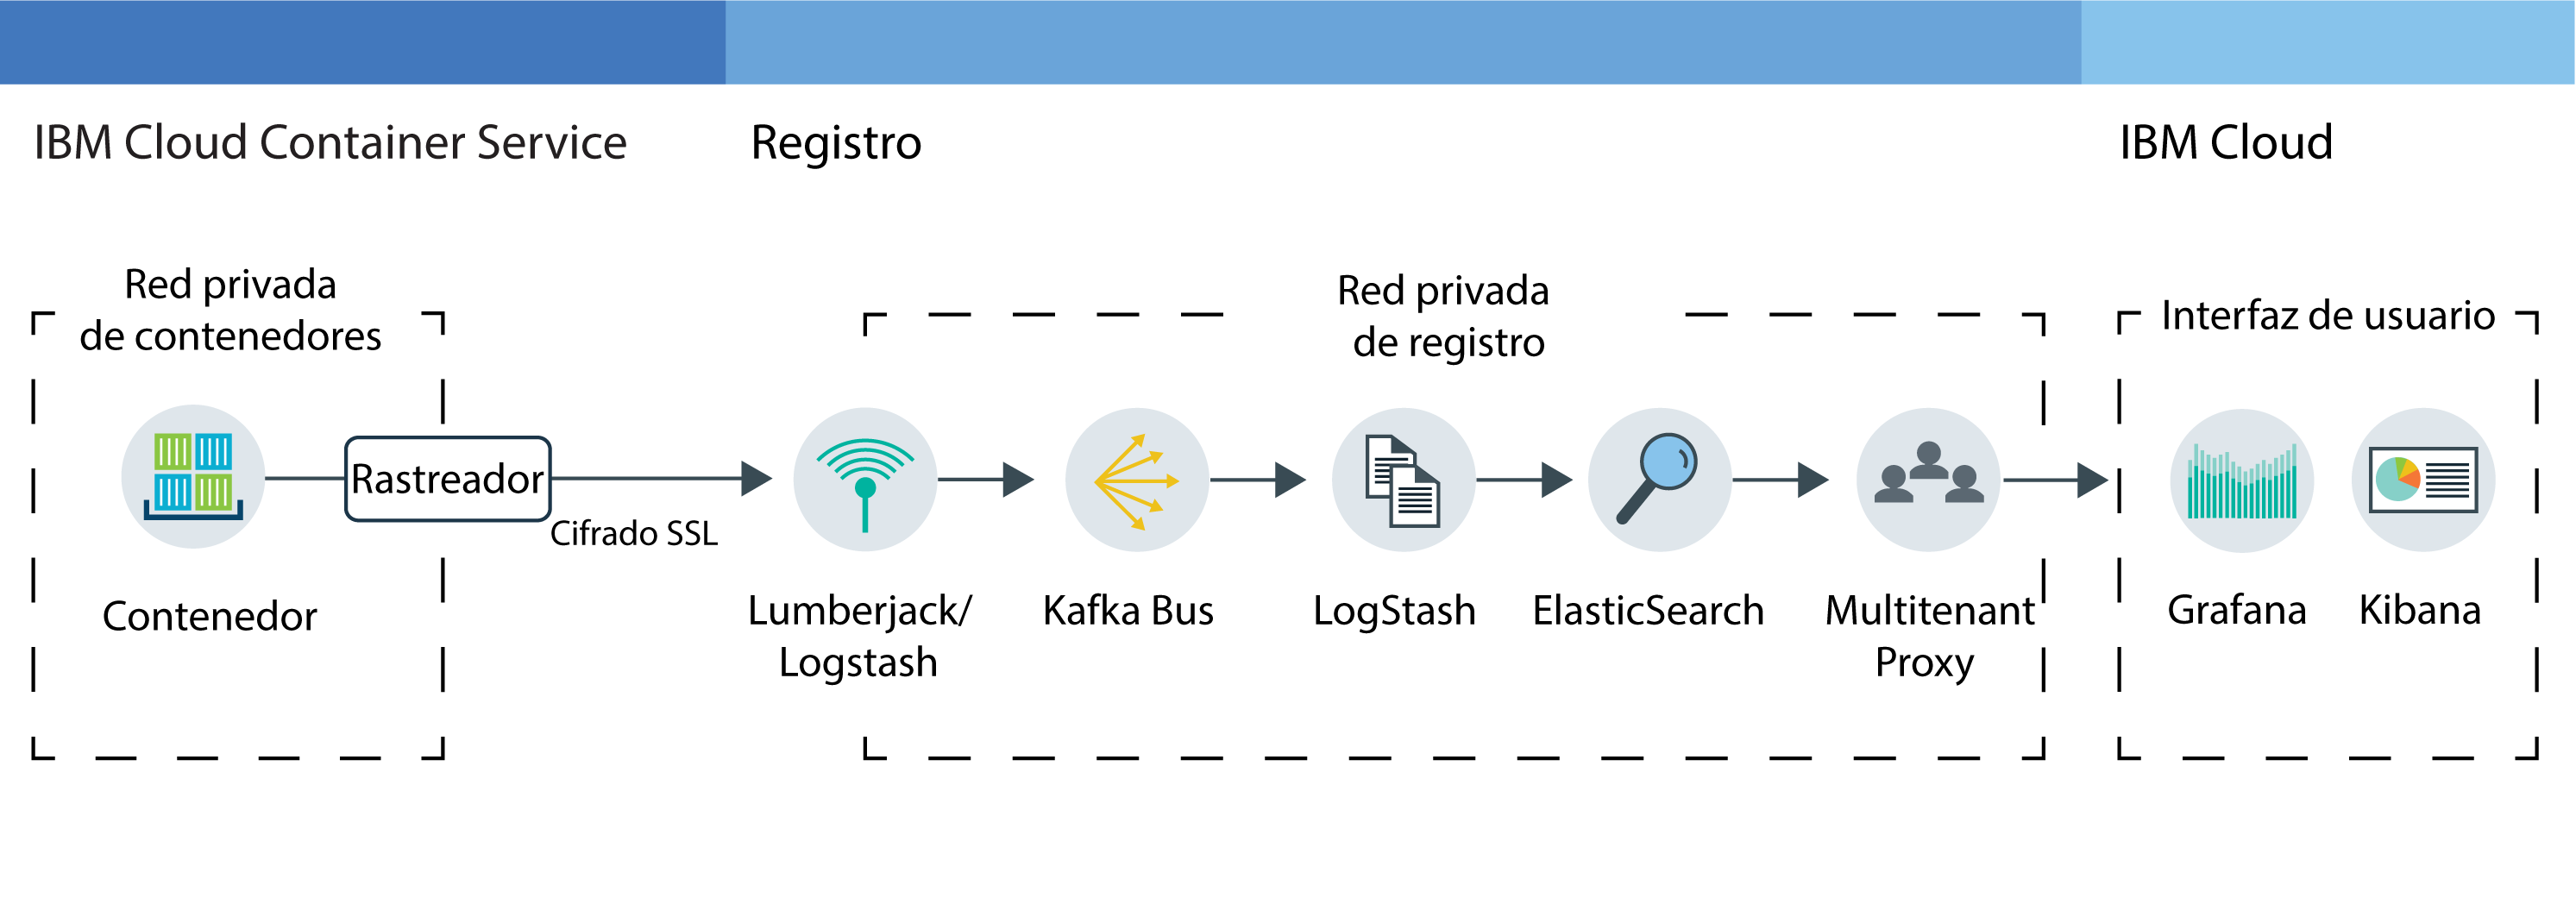 IBM Cloud Container Service
Registro
IBM Cloud
Red privada
de contenedores
Red privada
de registro
Interfaz de usuario
Rastreador
Cifrado SSL
Contenedor
Lumberjack/
Logstash
Kafka Bus
LogStash
ElasticSearch
Multitenant
Proxy
Grafana
Kibana